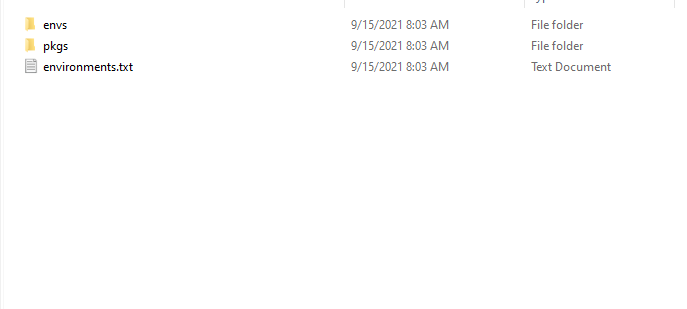 envs 9/15/2021 8:03 AM File folder
pkgs 9/15/2021 8:03 AM File folder
environments.txt 9/15/2021 8:03 AM Text Document